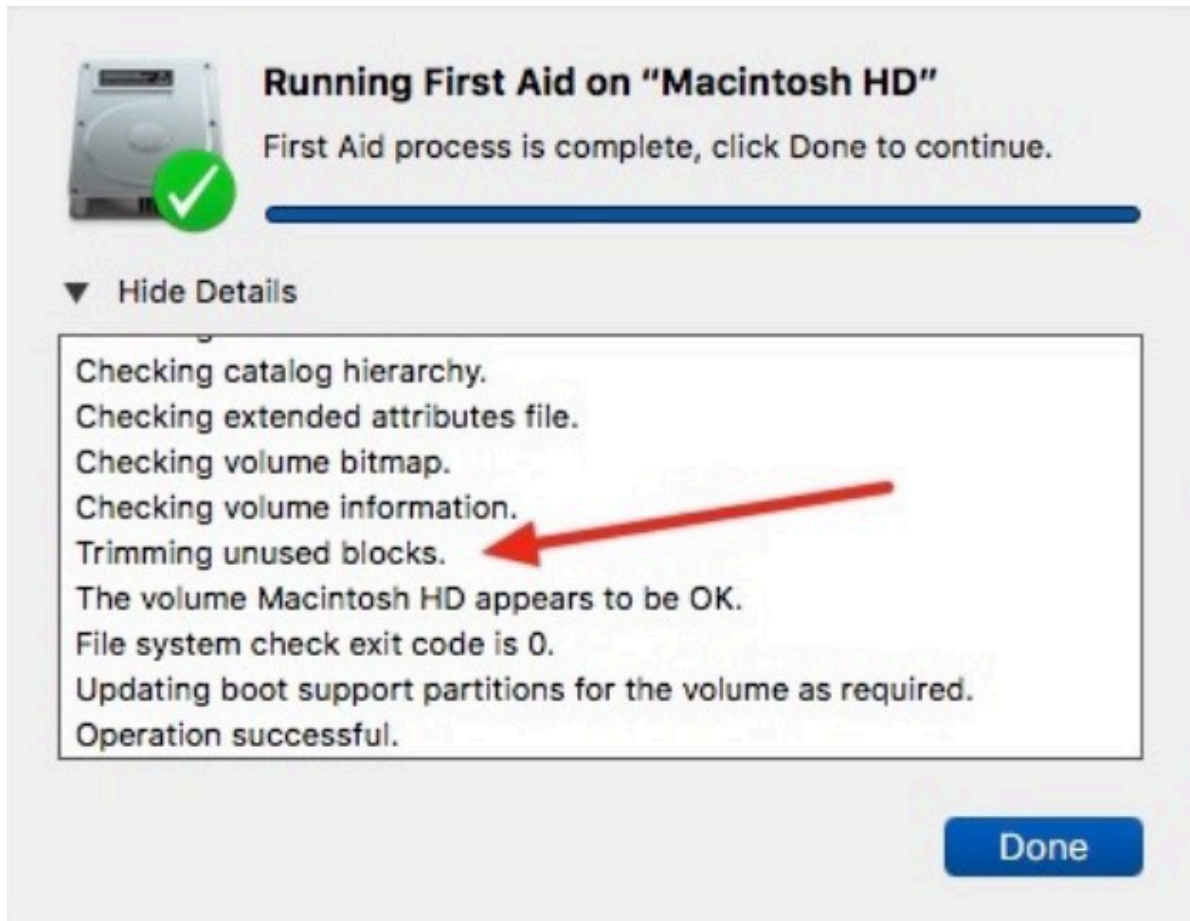 Running First Aid on “Macintosh HD”
First Aid process is complete, click Done to continue.
Hide Details
Checking catalog hierarchy.
Checking extended attributes file.
Checking volume bitmap.
Checking volume information.
Trimming unused blocks.
The volume Macintosh HD appears to be OK.
File system check exit code is 0.
Updating boot support partitions for the volume as required.
Operation successful.
Done